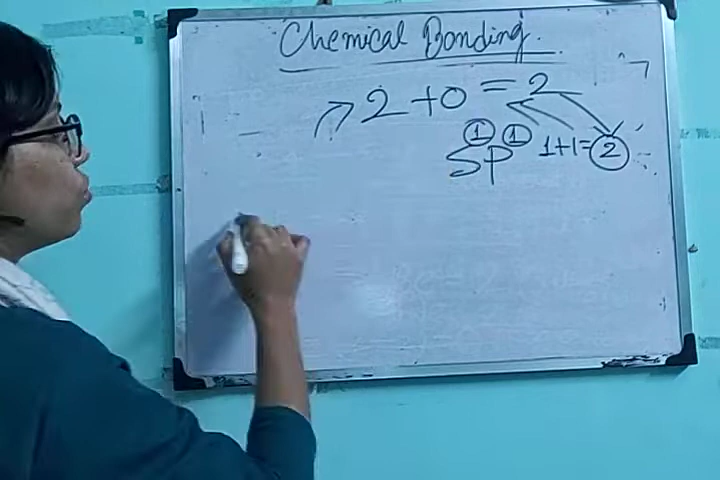 Chemical Bonding.
2 + 0 = 2
1 1
SP 1+1=2